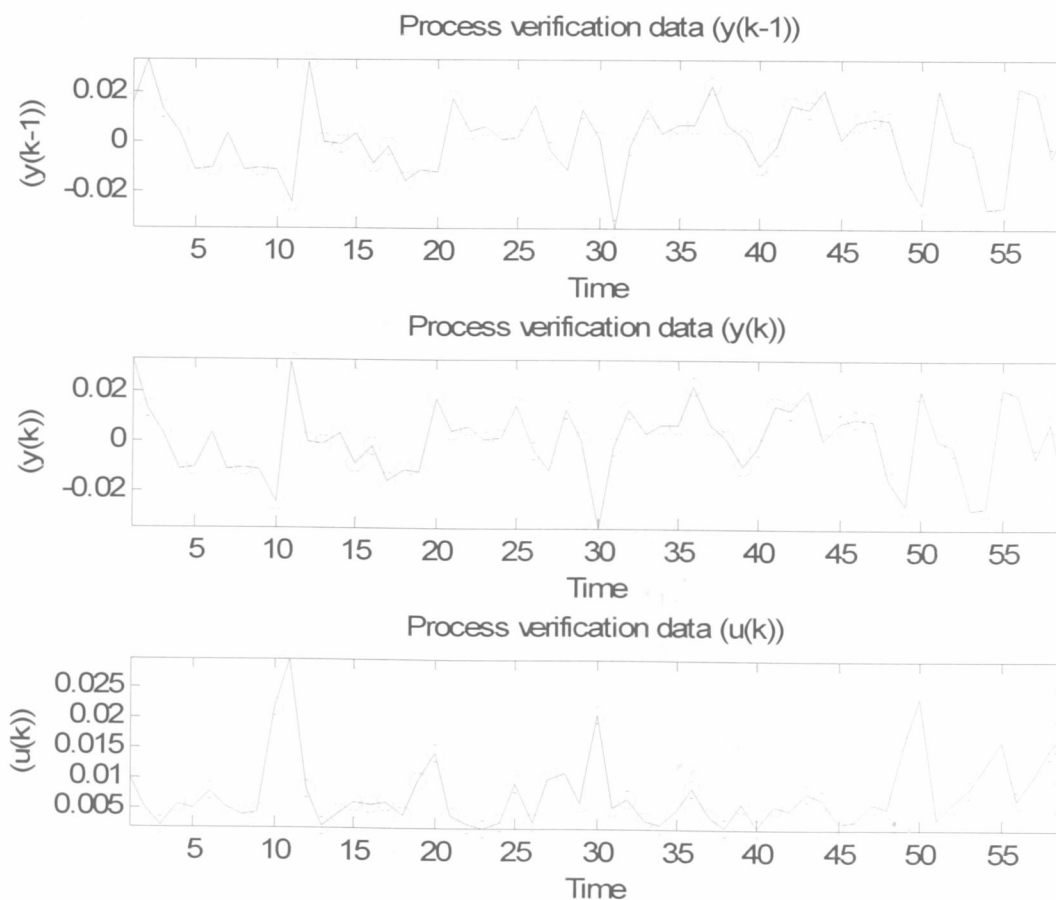 Process verification data (y(k-1))
(y(k-1))
0.02
0
-0.02
5 10 15 20 25 30 35 40 45 50 55
Time
Process verification data (y(k))
(y(k))
0.02
0
-0.02
5 10 15 20 25 30 35 40 45 50 55
Time
Process verification data (u(k))
(u(k))
0.025
0.02
0.015
0.01
0.005
5 10 15 20 25 30 35 40 45 50 55
Time